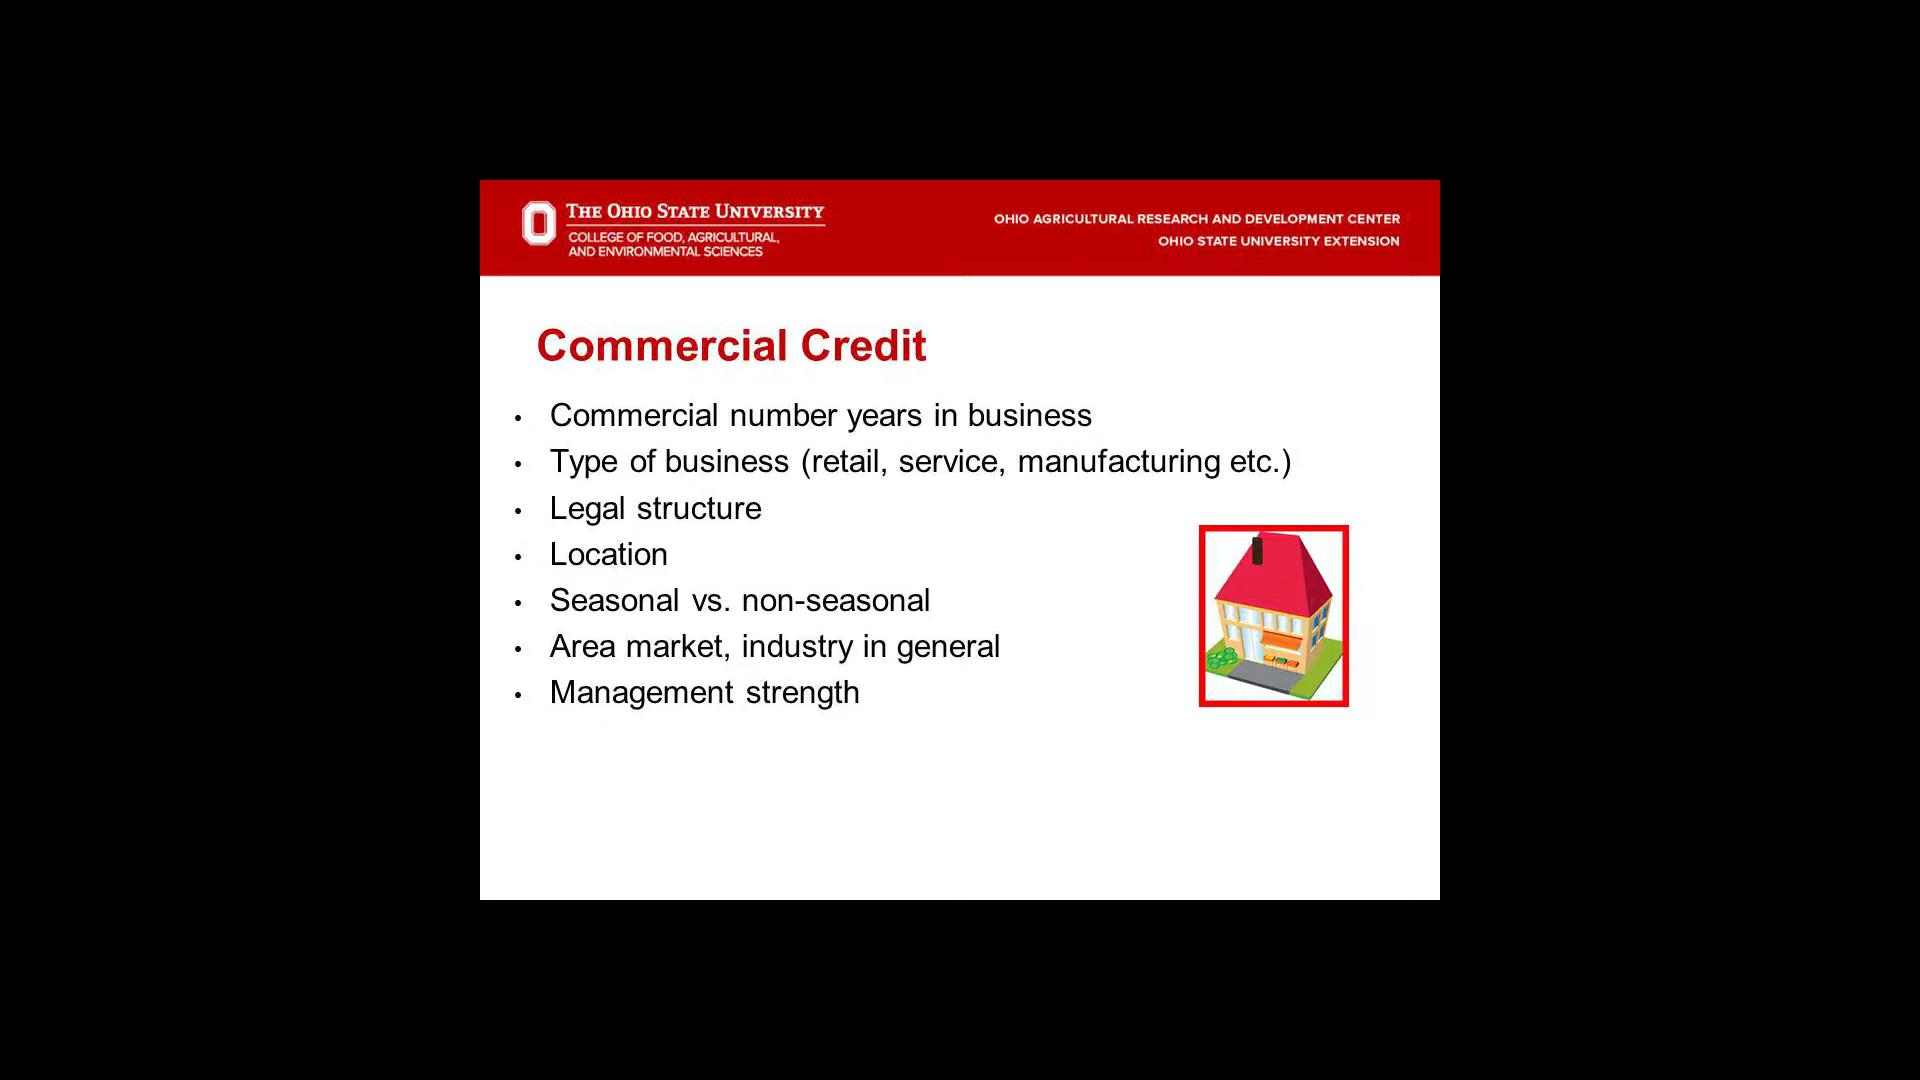 THE OHIO STATE UNIVERSITY
COLLEGE OF FOOD, AGRICULTURAL,
AND ENVIRONMENTAL SCIENCES
OHIO AGRICULTURAL RESEARCH AND DEVELOPMENT CENTER
OHIO STATE UNIVERSITY EXTENSION
Commercial Credit
• Commercial number years in business
• Type of business (retail, service, manufacturing etc.)
• Legal structure
• Location
• Seasonal vs. non-seasonal
• Area market, industry in general
• Management strength